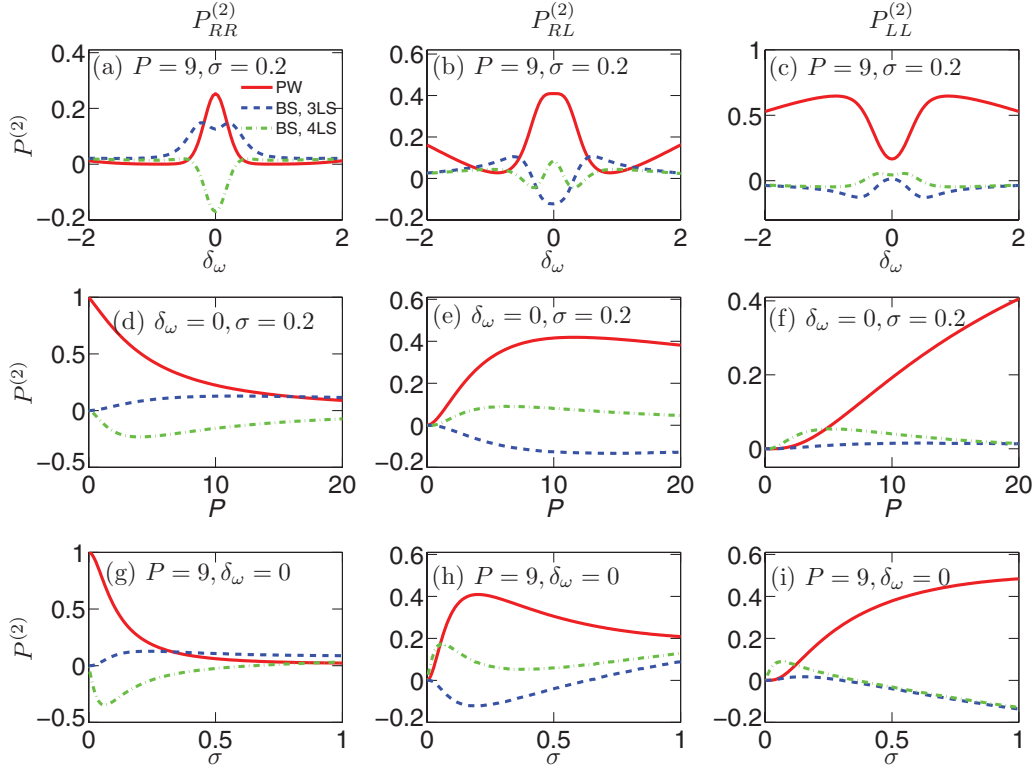 P_{RR}^{(2)} P_{RL}^{(2)} P_{LL}^{(2)}
(a) P = 9, σ = 0.2
PW
BS, 3LS
BS, 4LS
P^{(2)}
0.4
0.2
0
−0.2
−2 0 2
δ_ω
(b) P = 9, σ = 0.2
0.6
0.4
0.2
0
−0.2
−2 0 2
δ_ω
(c) P = 9, σ = 0.2
1
0.5
0
−2 0 2
δ_ω
(d) δ_ω = 0, σ = 0.2
P^{(2)}
1
0.5
0
−0.5
0 10 20
P
(e) δ_ω = 0, σ = 0.2
0.6
0.4
0.2
0
−0.2
0 10 20
P
(f) δ_ω = 0, σ = 0.2
0.4
0.2
0
0 10 20
P
(g) P = 9, δ_ω = 0
P^{(2)}
1
0.5
0
−0.5
0 0.5 1
σ
(h) P = 9, δ_ω = 0
0.6
0.4
0.2
0
−0.2
0 0.5 1
σ
(i) P = 9, δ_ω = 0
0.6
0.4
0.2
0
−0.2
0 0.5 1
σ